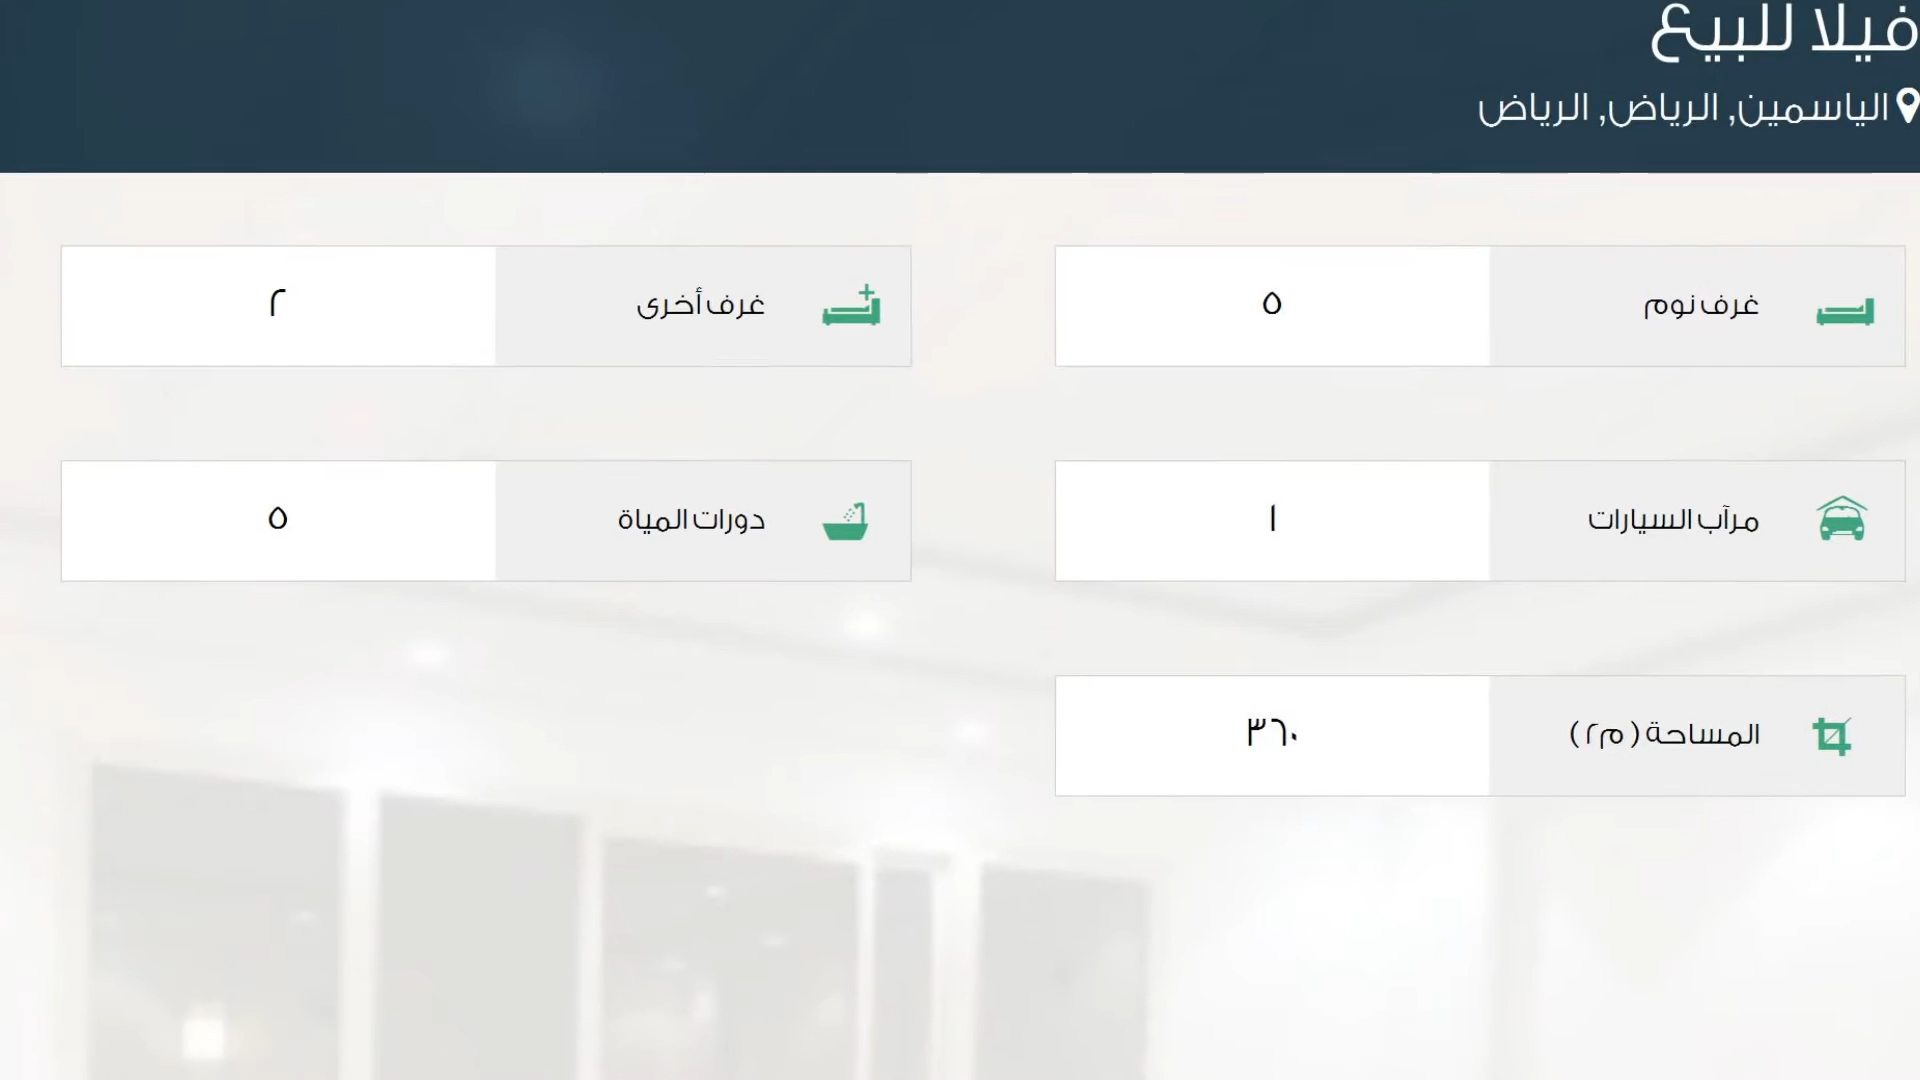 فيلا للبيع
الياسمين, الرياض, الرياض
غرف نوم
٥
غرف أخرى
٢
مرآب السيارات
١
دورات المياة
٥
المساحة (م٢)
٣٦٠